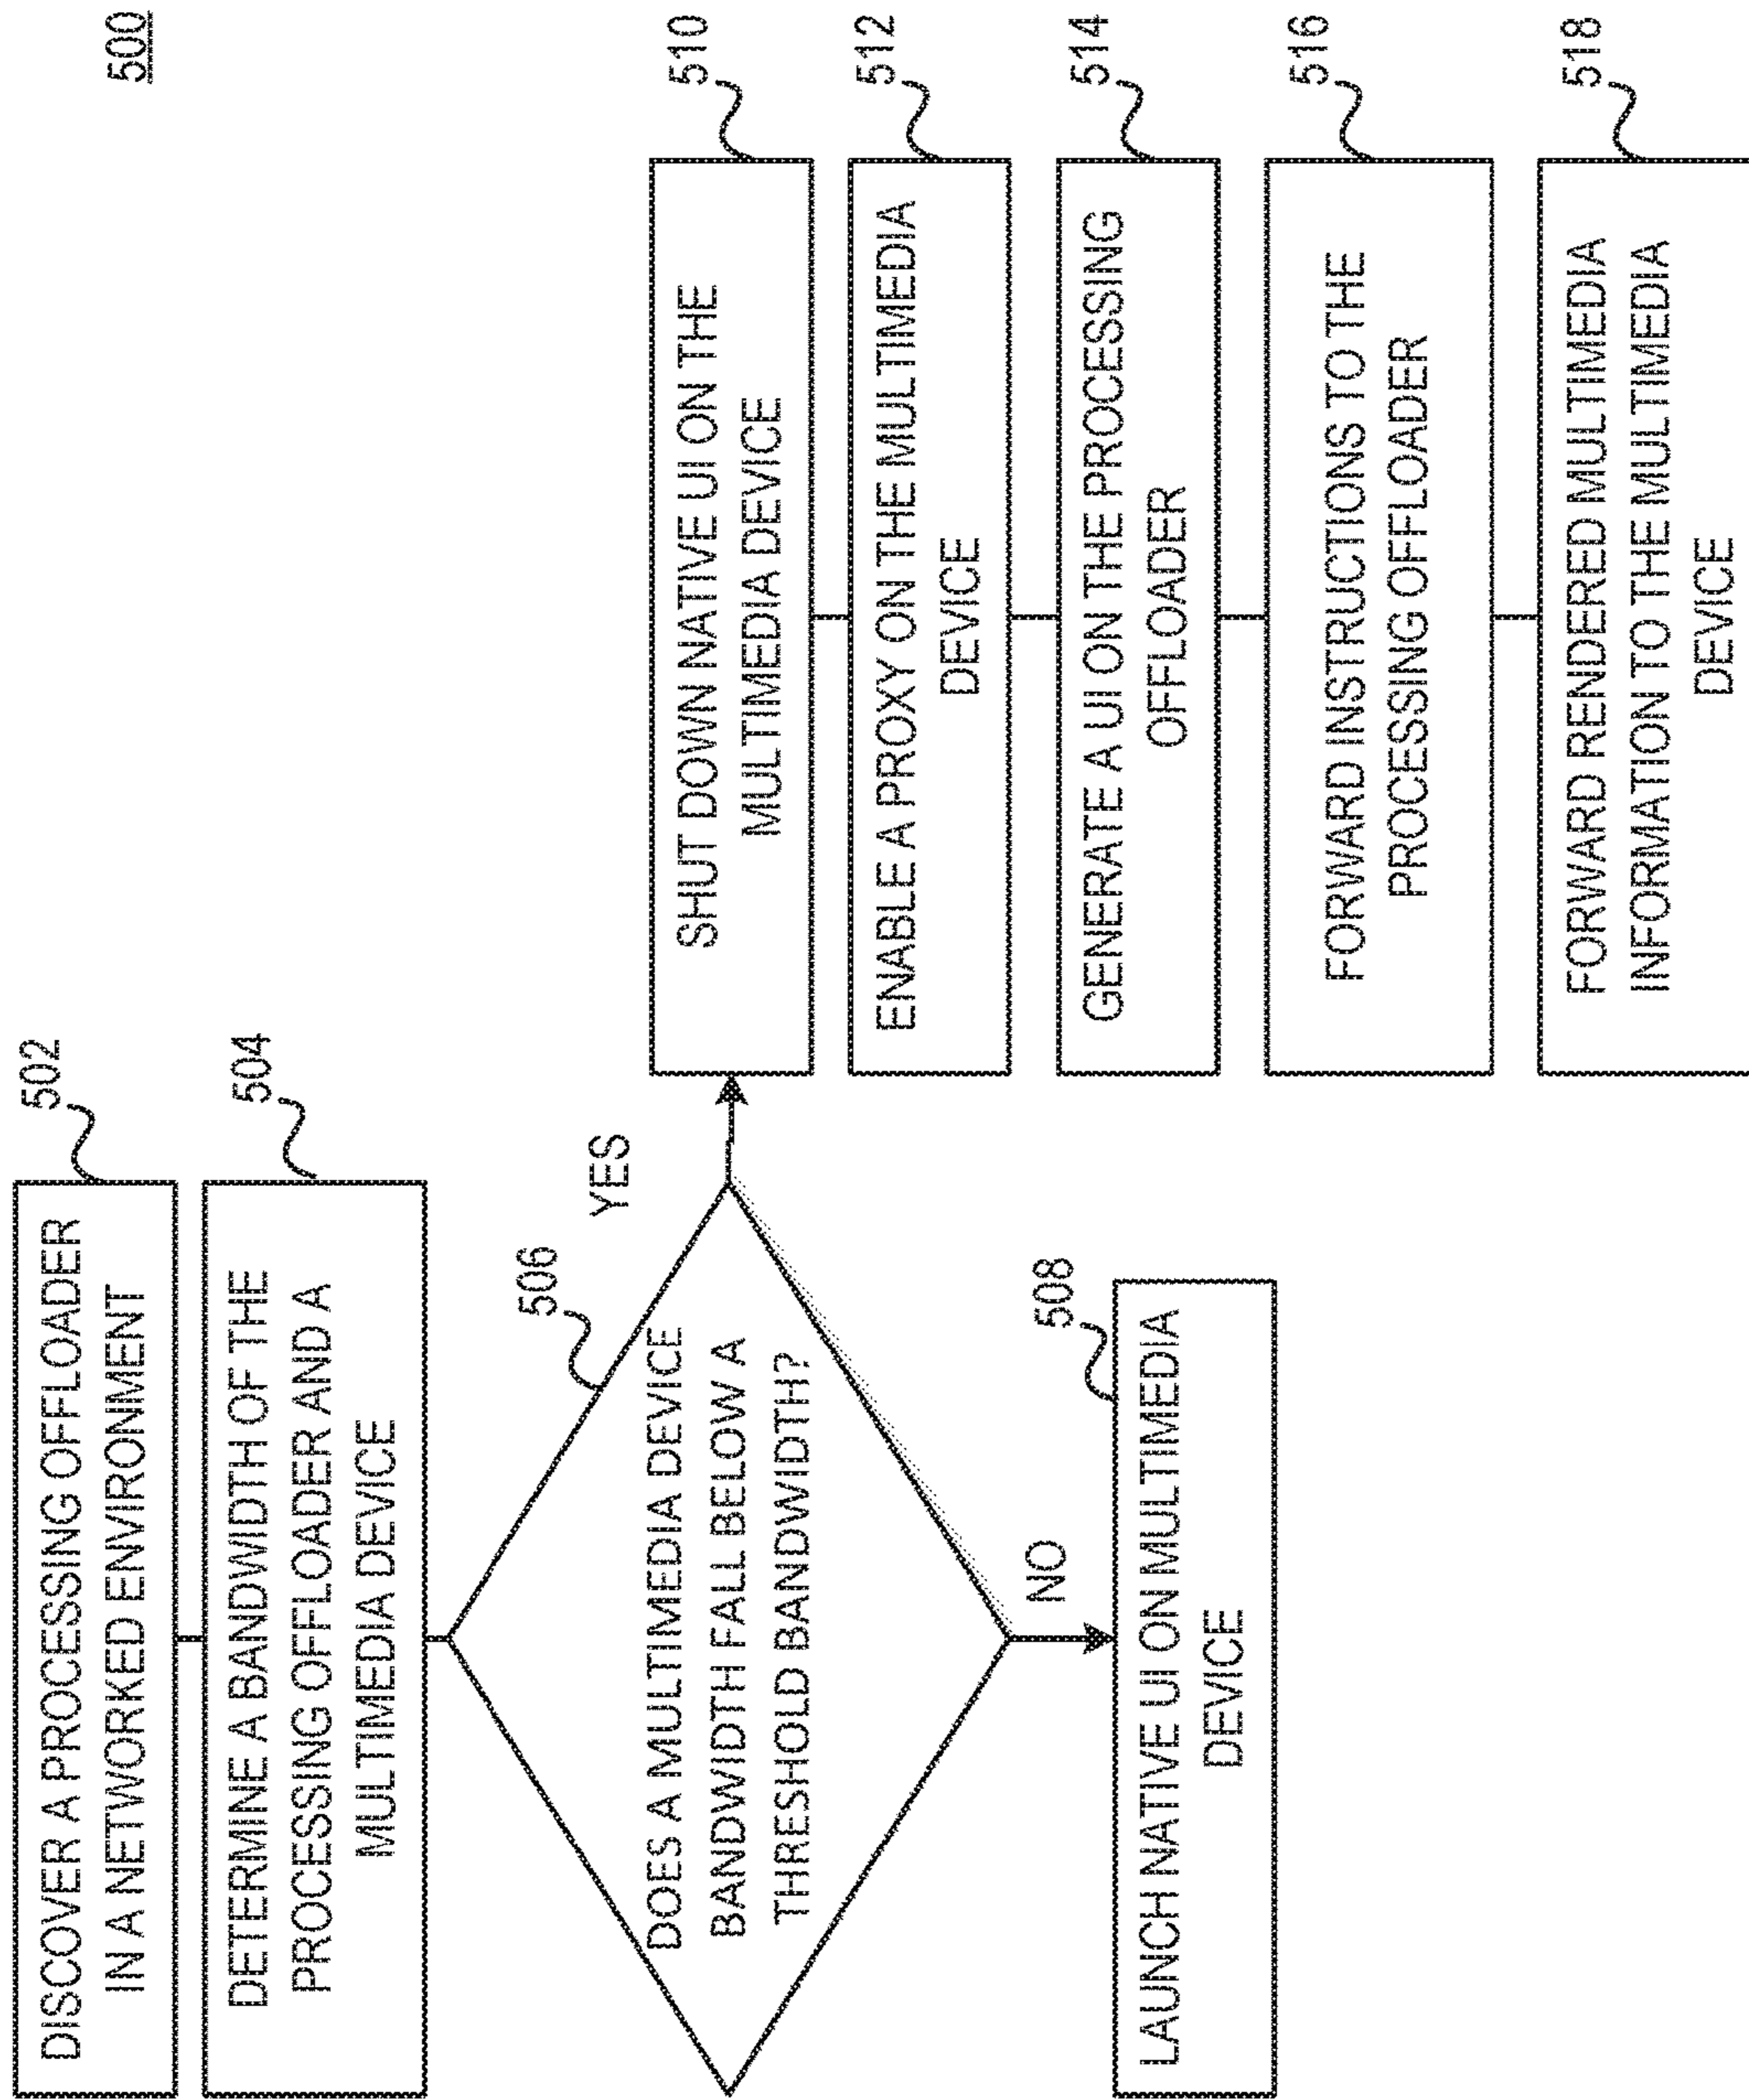 500
502
DISCOVER A PROCESSING OFFLOADER
IN A NETWORKED ENVIRONMENT
504
DETERMINE A BANDWIDTH OF THE
PROCESSING OFFLOADER AND A
MULTIMEDIA DEVICE
506
DOES A MULTIMEDIA DEVICE
BANDWIDTH FALL BELOW A
THRESHOLD BANDWIDTH?
YES
NO
508
LAUNCH NATIVE UI ON MULTIMEDIA
DEVICE
510
SHUT DOWN NATIVE UI ON THE
MULTIMEDIA DEVICE
512
ENABLE A PROXY ON THE MULTIMEDIA
DEVICE
514
GENERATE A UI ON THE PROCESSING
OFFLOADER
516
FORWARD INSTRUCTIONS TO THE
PROCESSING OFFLOADER
518
FORWARD RENDERED MULTIMEDIA
INFORMATION TO THE MULTIMEDIA
DEVICE